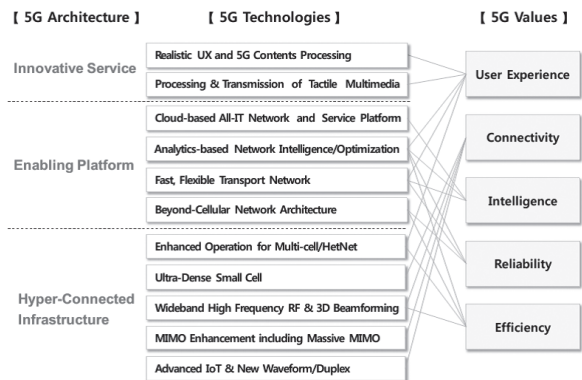 【 5G Architecture 】
【 5G Technologies 】
【 5G Values 】
Innovative Service
Realistic UX and 5G Contents Processing
Processing & Transmission of Tactile Multimedia
Enabling Platform
Cloud-based All-IT Network and Service Platform
Analytics-based Network Intelligence/Optimization
Fast, Flexible Transport Network
Beyond-Cellular Network Architecture
Hyper-Connected
Infrastructure
Enhanced Operation for Multi-cell/HetNet
Ultra-Dense Small Cell
Wideband High Frequency RF & 3D Beamforming
MIMO Enhancement including Massive MIMO
Advanced IoT & New Waveform/Duplex
User Experience
Connectivity
Intelligence
Reliability
Efficiency